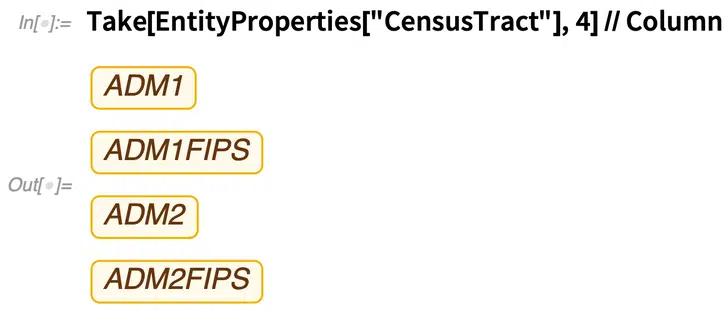 In[●]:= Take[EntityProperties["CensusTract"], 4] // Column
ADM1
ADM1FIPS
Out[●]=
ADM2
ADM2FIPS